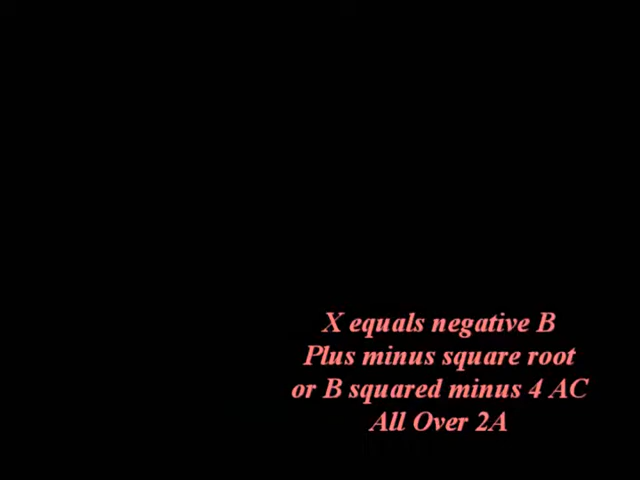 X equals negative B
Plus minus square root
or B squared minus 4 AC
All Over 2A